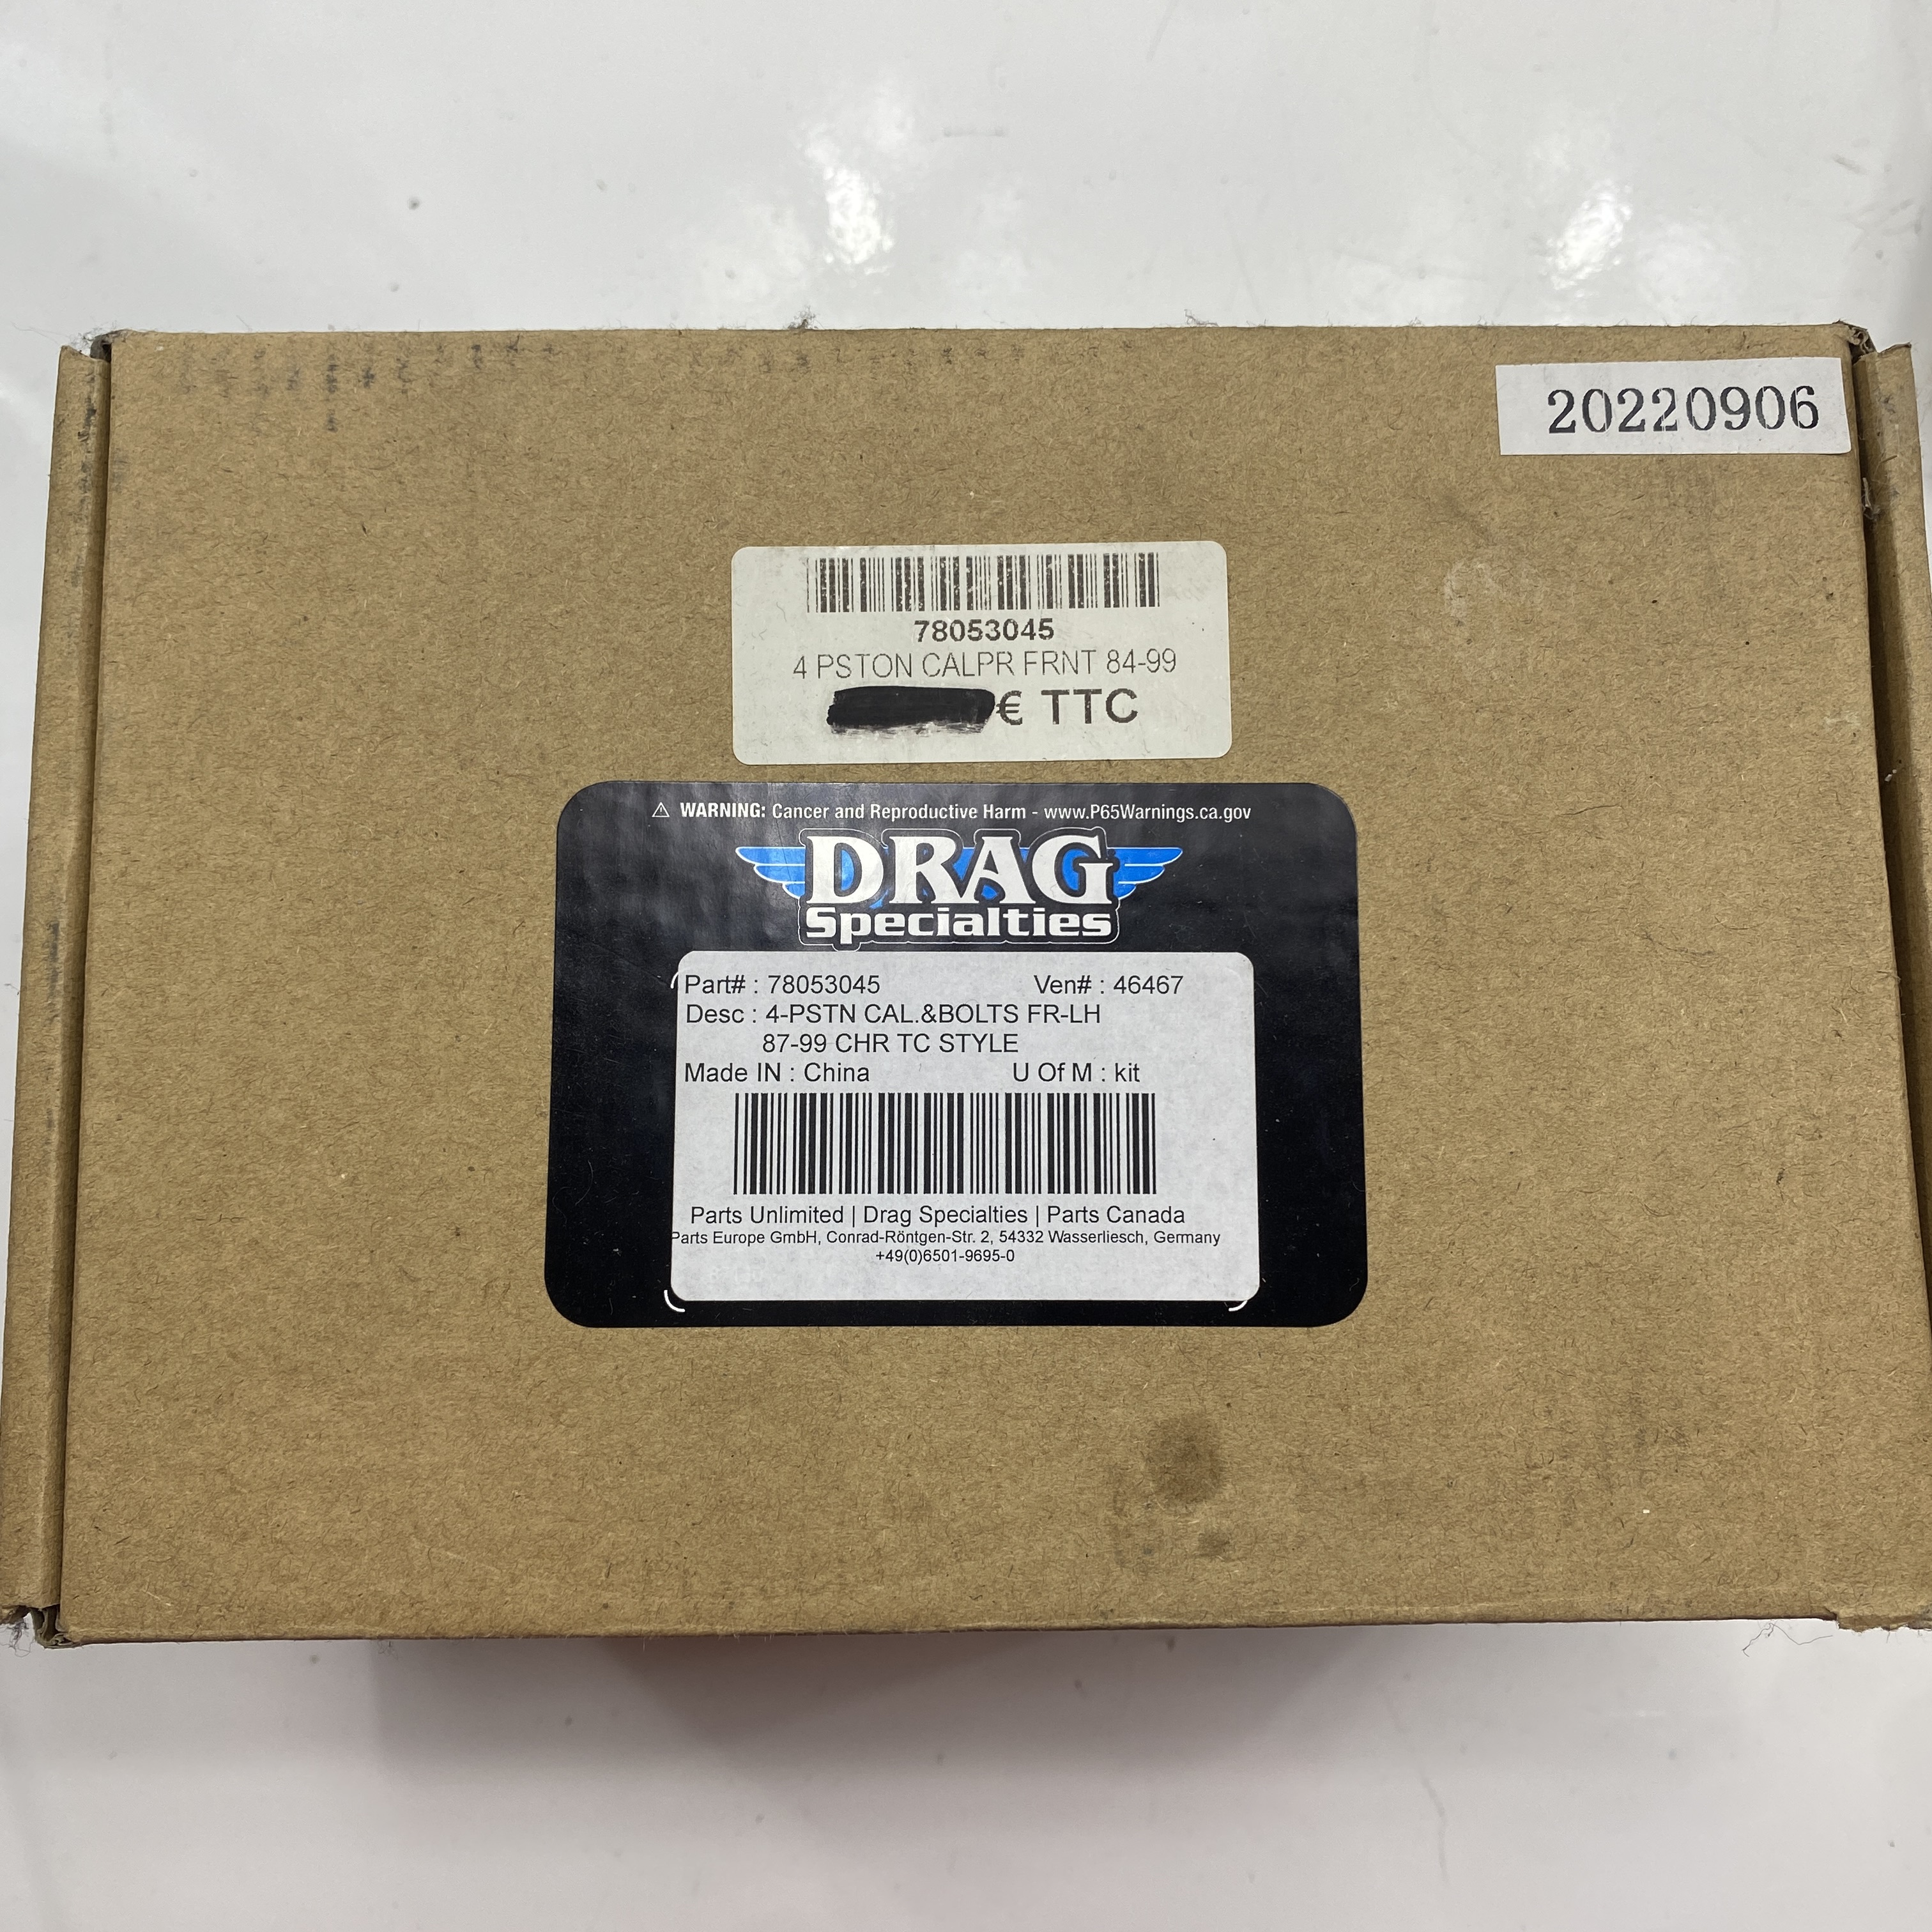 20220906
78053045
4 PSTON CALPR FRNT 84-99
€ TTC
⚠ WARNING: Cancer and Reproductive Harm - www.P65Warnings.ca.gov
DRAG
Specialties
Part# : 78053045 Ven# : 46467
Desc : 4-PSTN CAL.&BOLTS FR-LH
87-99 CHR TC STYLE
Made IN : China U Of M : kit
Parts Unlimited | Drag Specialties | Parts Canada
Parts Europe GmbH, Conrad-Röntgen-Str. 2, 54332 Wasserliesch, Germany
+49(0)6501-9695-0